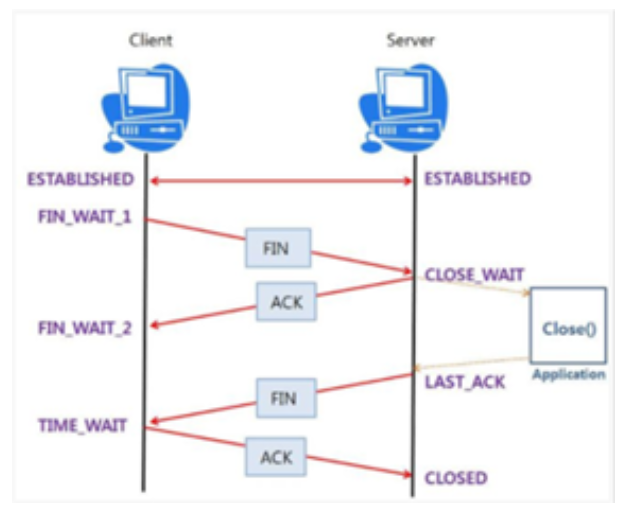 Client
Server
ESTABLISHED
ESTABLISHED
FIN_WAIT_1
FIN
CLOSE_WAIT
ACK
FIN_WAIT_2
Close()
Application
LAST_ACK
FIN
TIME_WAIT
ACK
CLOSED